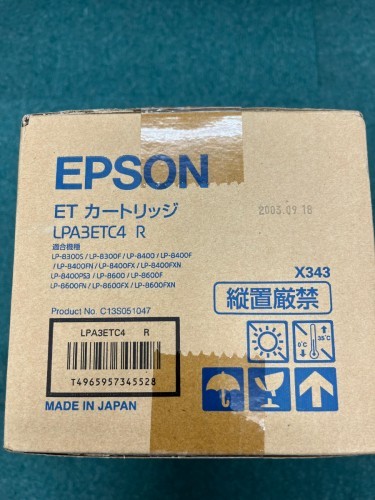 EPSON
ET カートリッジ
LPA3ETC4 R
2003.09.18
適合機種
LP-8300S / LP-8300F / LP-8400 / LP-8400F
/ LP-8400FN / LP-8400FX / LP-8400FXN
LP-8400PS3 / LP-8600 / LP-8600F
LP-8600FN / LP-8600FX / LP-8600FXN
X343
縦置厳禁
Product No. C13S051047
LPA3ETC4 R
T4965957345528
0℃
35℃
MADE IN JAPAN